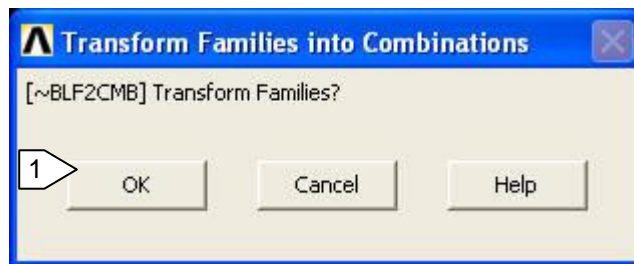 Transform Families into Combinations
[~BLF2CMB] Transform Families?
1
OK Cancel Help